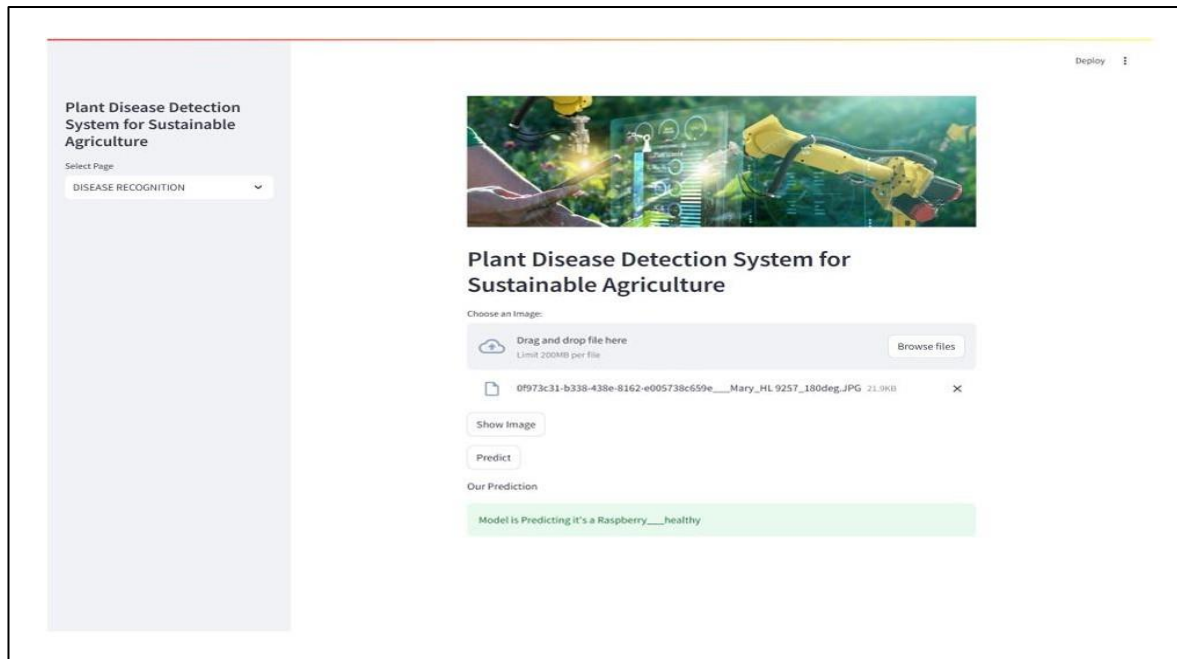 Deploy
Plant Disease Detection
System for Sustainable
Agriculture
Select Page
DISEASE RECOGNITION
Plant Disease Detection System for
Sustainable Agriculture
Choose an Image:
Drag and drop file here
Limit 200MB per file
Browse files
0f973c31-b338-438e-8162-e005738c659e___Mary_HL 9257_180deg.JPG 21.9KB
Show Image
Predict
Our Prediction
Model is Predicting it's a Raspberry___healthy